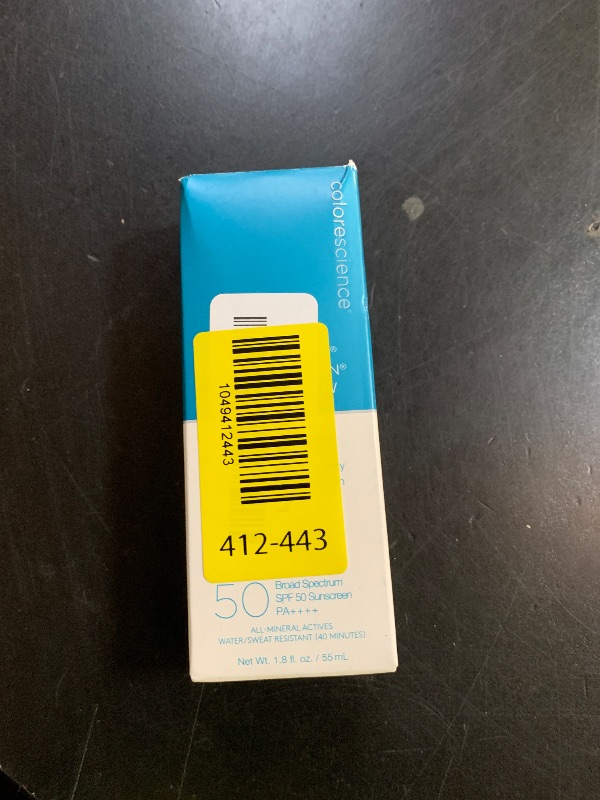 colorescience®
1049412443
412-443
50
Broad Spectrum
SPF 50 Sunscreen
PA++++
ALL-MINERAL ACTIVES
WATER/SWEAT RESISTANT (40 MINUTES)
Net Wt. 1.8 fl. oz. / 55 mL